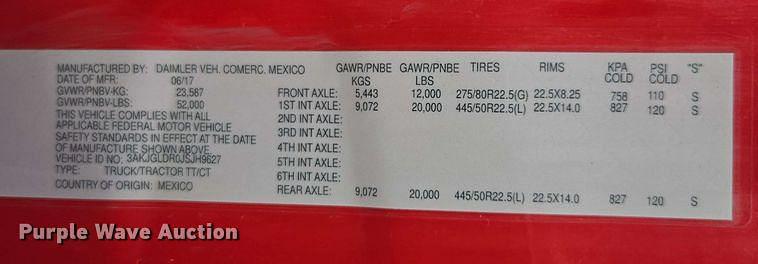 MANUFACTURED BY: DAIMLER VEH. COMERC. MEXICO GAWR/PNBE GAWR/PNBE TIRES RIMS KPA PSI "S"
DATE OF MFR: 06/17 KGS LBS COLD COLD
GVWR/PNBV-KG: 23,587 FRONT AXLE: 5,443 12,000 275/80R22.5(G) 22.5X8.25 758 110 S
GVWR/PNBV-LBS: 52,000 1ST INT AXLE: 9,072 20,000 445/50R22.5(L) 22.5X14.0 827 120 S
THIS VEHICLE COMPLIES WITH ALL 2ND INT AXLE:
APPLICABLE FEDERAL MOTOR VEHICLE 3RD INT AXLE:
SAFETY STANDARDS IN EFFECT AT THE DATE 4TH INT AXLE:
OF MANUFACTURE SHOWN ABOVE.
VEHICLE ID NO: 3AKJGLDR0JSJH9627 5TH INT AXLE:
TYPE: TRUCK/TRACTOR TT/CT 6TH INT AXLE:
COUNTRY OF ORIGIN: MEXICO REAR AXLE: 9,072 20,000 445/50R22.5(L) 22.5X14.0 827 120 S
Purple Wave Auction